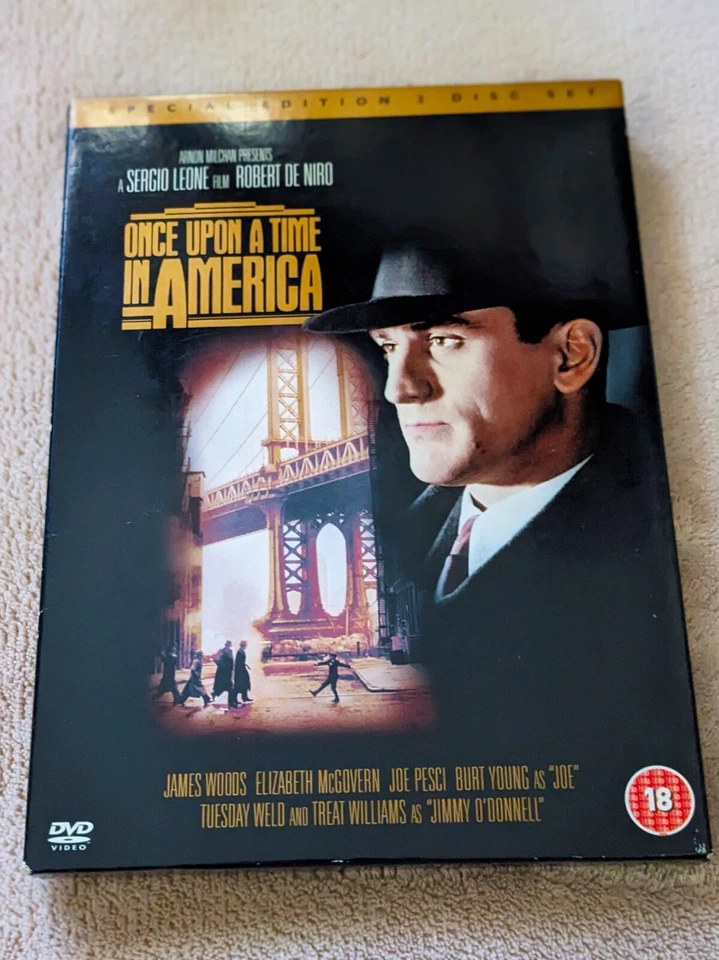 SPECIAL EDITION 2 DISC SET
ARNON MILCHAN PRESENTS
A SERGIO LEONE FILM ROBERT DE NIRO
ONCE UPON A TIME
IN AMERICA
JAMES WOODS ELIZABETH McGOVERN JOE PESCI BURT YOUNG AS "JOE"
TUESDAY WELD AND TREAT WILLIAMS AS "JIMMY O'DONNELL"
DVD
VIDEO
18